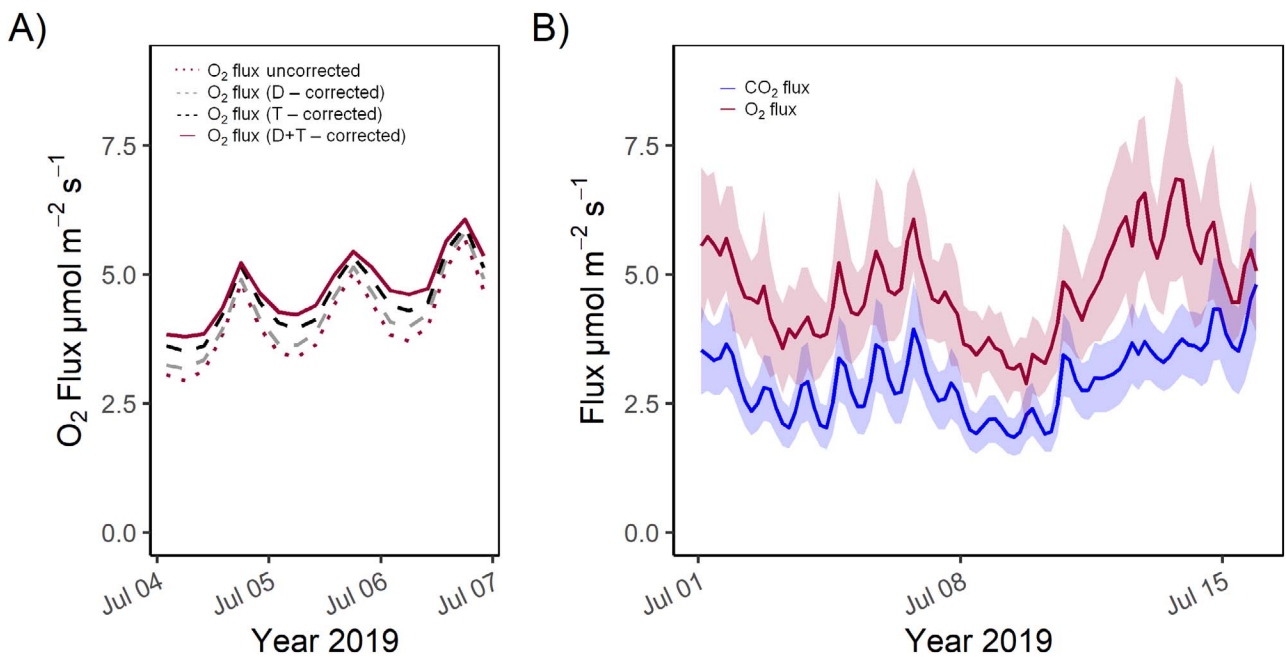 A)
O₂ flux uncorrected
O₂ flux (D – corrected)
O₂ flux (T – corrected)
O₂ flux (D+T – corrected)
7.5
5.0
2.5
0.0
O₂ Flux μmol m⁻² s⁻¹
Jul 04
Jul 05
Jul 06
Jul 07
Year 2019
B)
CO₂ flux
O₂ flux
7.5
5.0
2.5
0.0
Flux μmol m⁻² s⁻¹
Jul 01
Jul 08
Jul 15
Year 2019